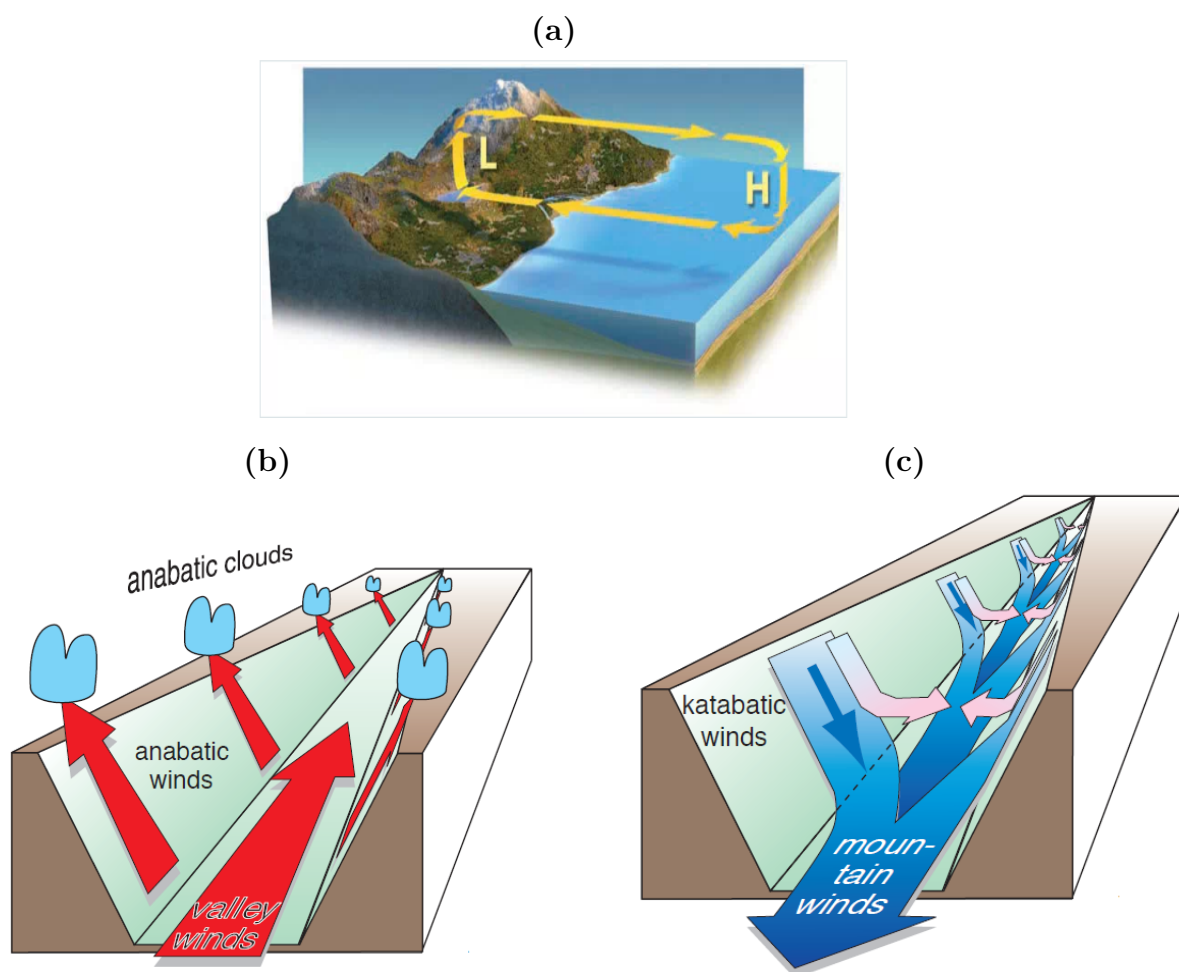 (a)
L
H
(b)
(c)
anabatic clouds
anabatic
winds
valley
winds
katabatic
winds
moun-
tain
winds